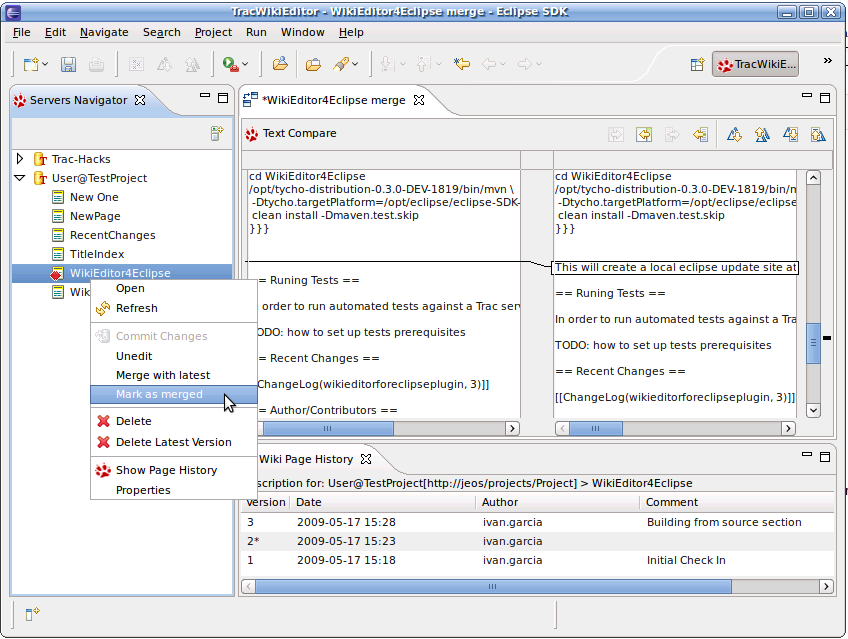 TracWikiEditor - WikiEditor4Eclipse merge - Eclipse SDK
File Edit Navigate Search Project Run Window Help
TracWikiE...
Servers Navigator
*WikiEditor4Eclipse merge
Text Compare
Trac-Hacks
User@TestProject
New One
NewPage
RecentChanges
TitleIndex
WikiEditor4Eclipse
Wik
Open
Refresh
Commit Changes
Unedit
Merge with latest
Mark as merged
Delete
Delete Latest Version
Show Page History
Properties
cd WikiEditor4Eclipse
/opt/tycho-distribution-0.3.0-DEV-1819/bin/mvn \
-Dtycho.targetPlatform=/opt/eclipse/eclipse-SDK-
clean install -Dmaven.test.skip
}}}
= Runing Tests ==
order to run automated tests against a Trac serv
ODO: how to set up tests prerequisites
= Recent Changes ==
ChangeLog(wikieditorforeclipseplugin, 3)]]
= Author/Contributors ==
cd WikiEditor4Eclipse
/opt/tycho-distribution-0.3.0-DEV-1819/bin/n
-Dtycho.targetPlatform=/opt/eclipse/eclipse
clean install -Dmaven.test.skip
}}}
This will create a local eclipse update site at
== Runing Tests ==
In order to run automated tests against a Tra
TODO: how to set up tests prerequisites
== Recent Changes ==
[[ChangeLog(wikieditorforeclipseplugin, 3)]]
Wiki Page History
scription for: User@TestProject[http://jeos/projects/Project] > WikiEditor4Eclipse
Version Date Author Comment
3 2009-05-17 15:28 ivan.garcia Building from source section
2* 2009-05-17 15:23 ivan.garcia
1 2009-05-17 15:18 ivan.garcia Initial Check In